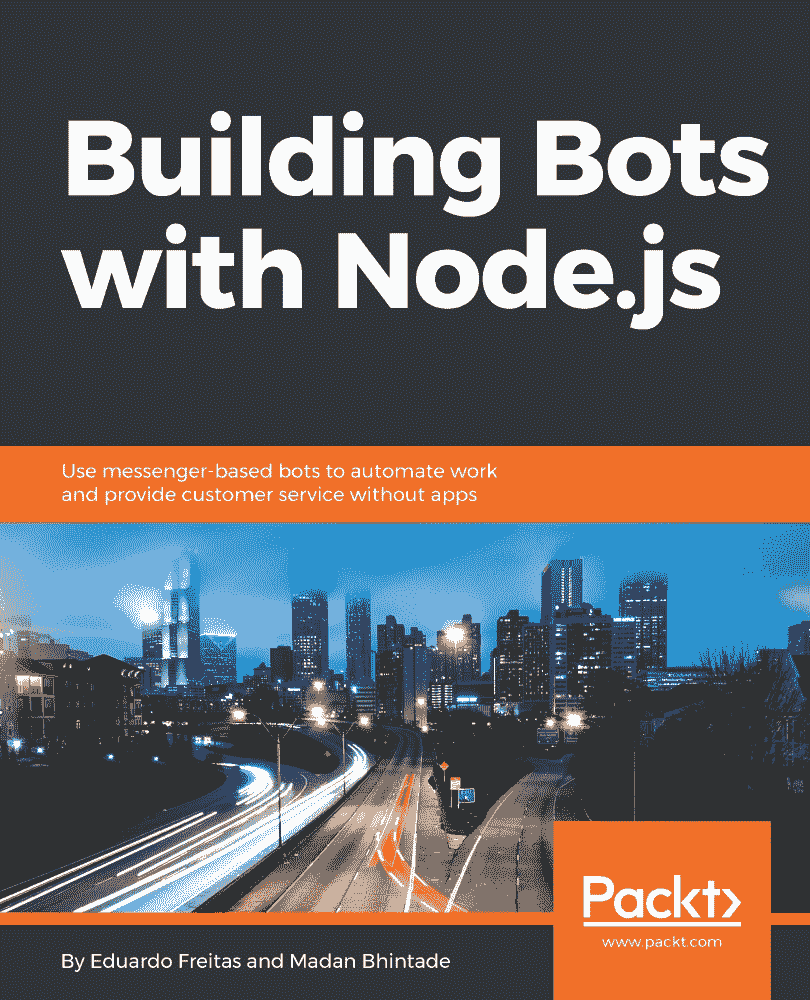 Building Bots
with Node.js
Use messenger-based bots to automate work
and provide customer service without apps
Packt>
www.packt.com
By Eduardo Freitas and Madan Bhintade